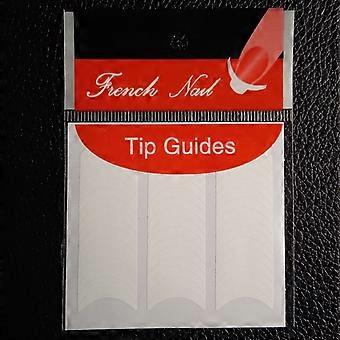 French Nail
Tip Guides